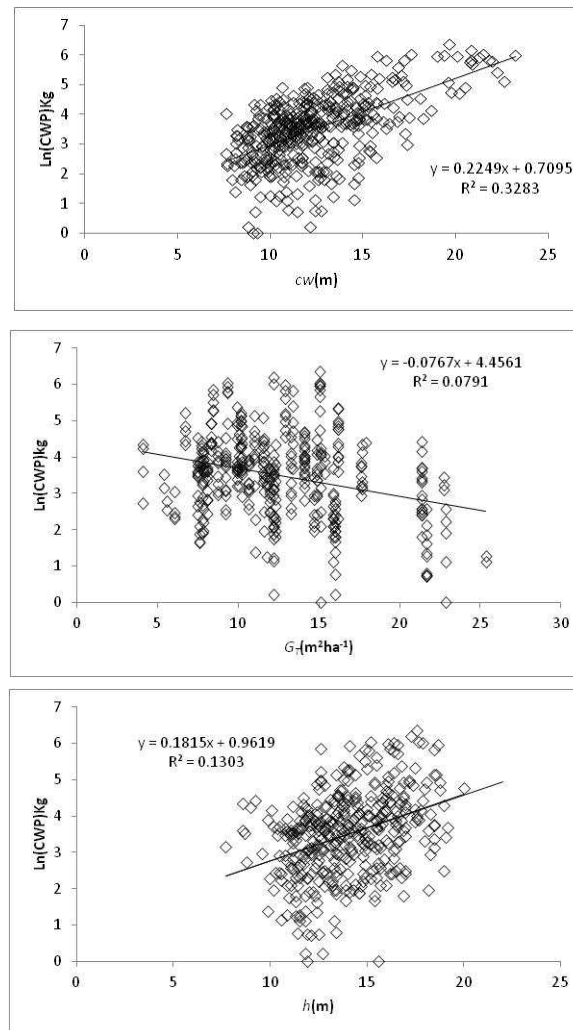 7
6
5
4
3
2
1
0
Ln(CWP)Kg
y = 0.2249x + 0.7095
R² = 0.3283
0 5 10 15 20 25
cw(m)
7
6
5
4
3
2
1
0
Ln(CWP)kg
y = -0.0767x + 4.4561
R² = 0.0791
0 5 10 15 20 25 30
G_T(m²ha⁻¹)
7
6
5
4
3
2
1
0
Ln(CWP)Kg
y = 0.1815x + 0.9619
R² = 0.1303
0 5 10 15 20 25
h(m)